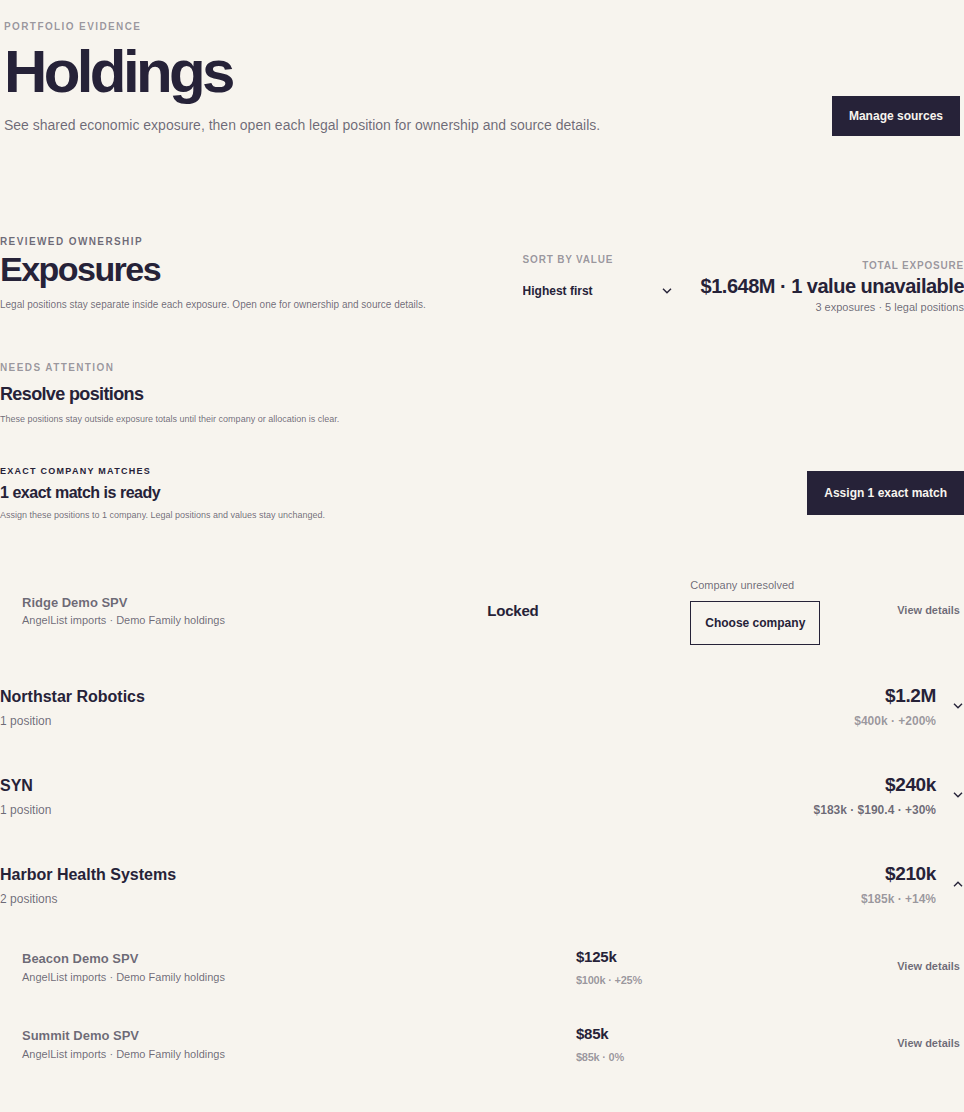 PORTFOLIO EVIDENCE
Holdings
See shared economic exposure, then open each legal position for ownership and source details.
Manage sources
REVIEWED OWNERSHIP
Exposures
Legal positions stay separate inside each exposure. Open one for ownership and source details.
SORT BY VALUE
Highest first
TOTAL EXPOSURE
$1.648M · 1 value unavailable
3 exposures · 5 legal positions
NEEDS ATTENTION
Resolve positions
These positions stay outside exposure totals until their company or allocation is clear.
EXACT COMPANY MATCHES
1 exact match is ready
Assign these positions to 1 company. Legal positions and values stay unchanged.
Assign 1 exact match
Ridge Demo SPV
AngelList imports · Demo Family holdings
Locked
Company unresolved
Choose company
View details
Northstar Robotics
1 position
$1.2M
$400k · +200%
SYN
1 position
$240k
$183k · $190.4 · +30%
Harbor Health Systems
2 positions
$210k
$185k · +14%
Beacon Demo SPV
AngelList imports · Demo Family holdings
$125k
$100k · +25%
View details
Summit Demo SPV
AngelList imports · Demo Family holdings
$85k
$85k · 0%
View details